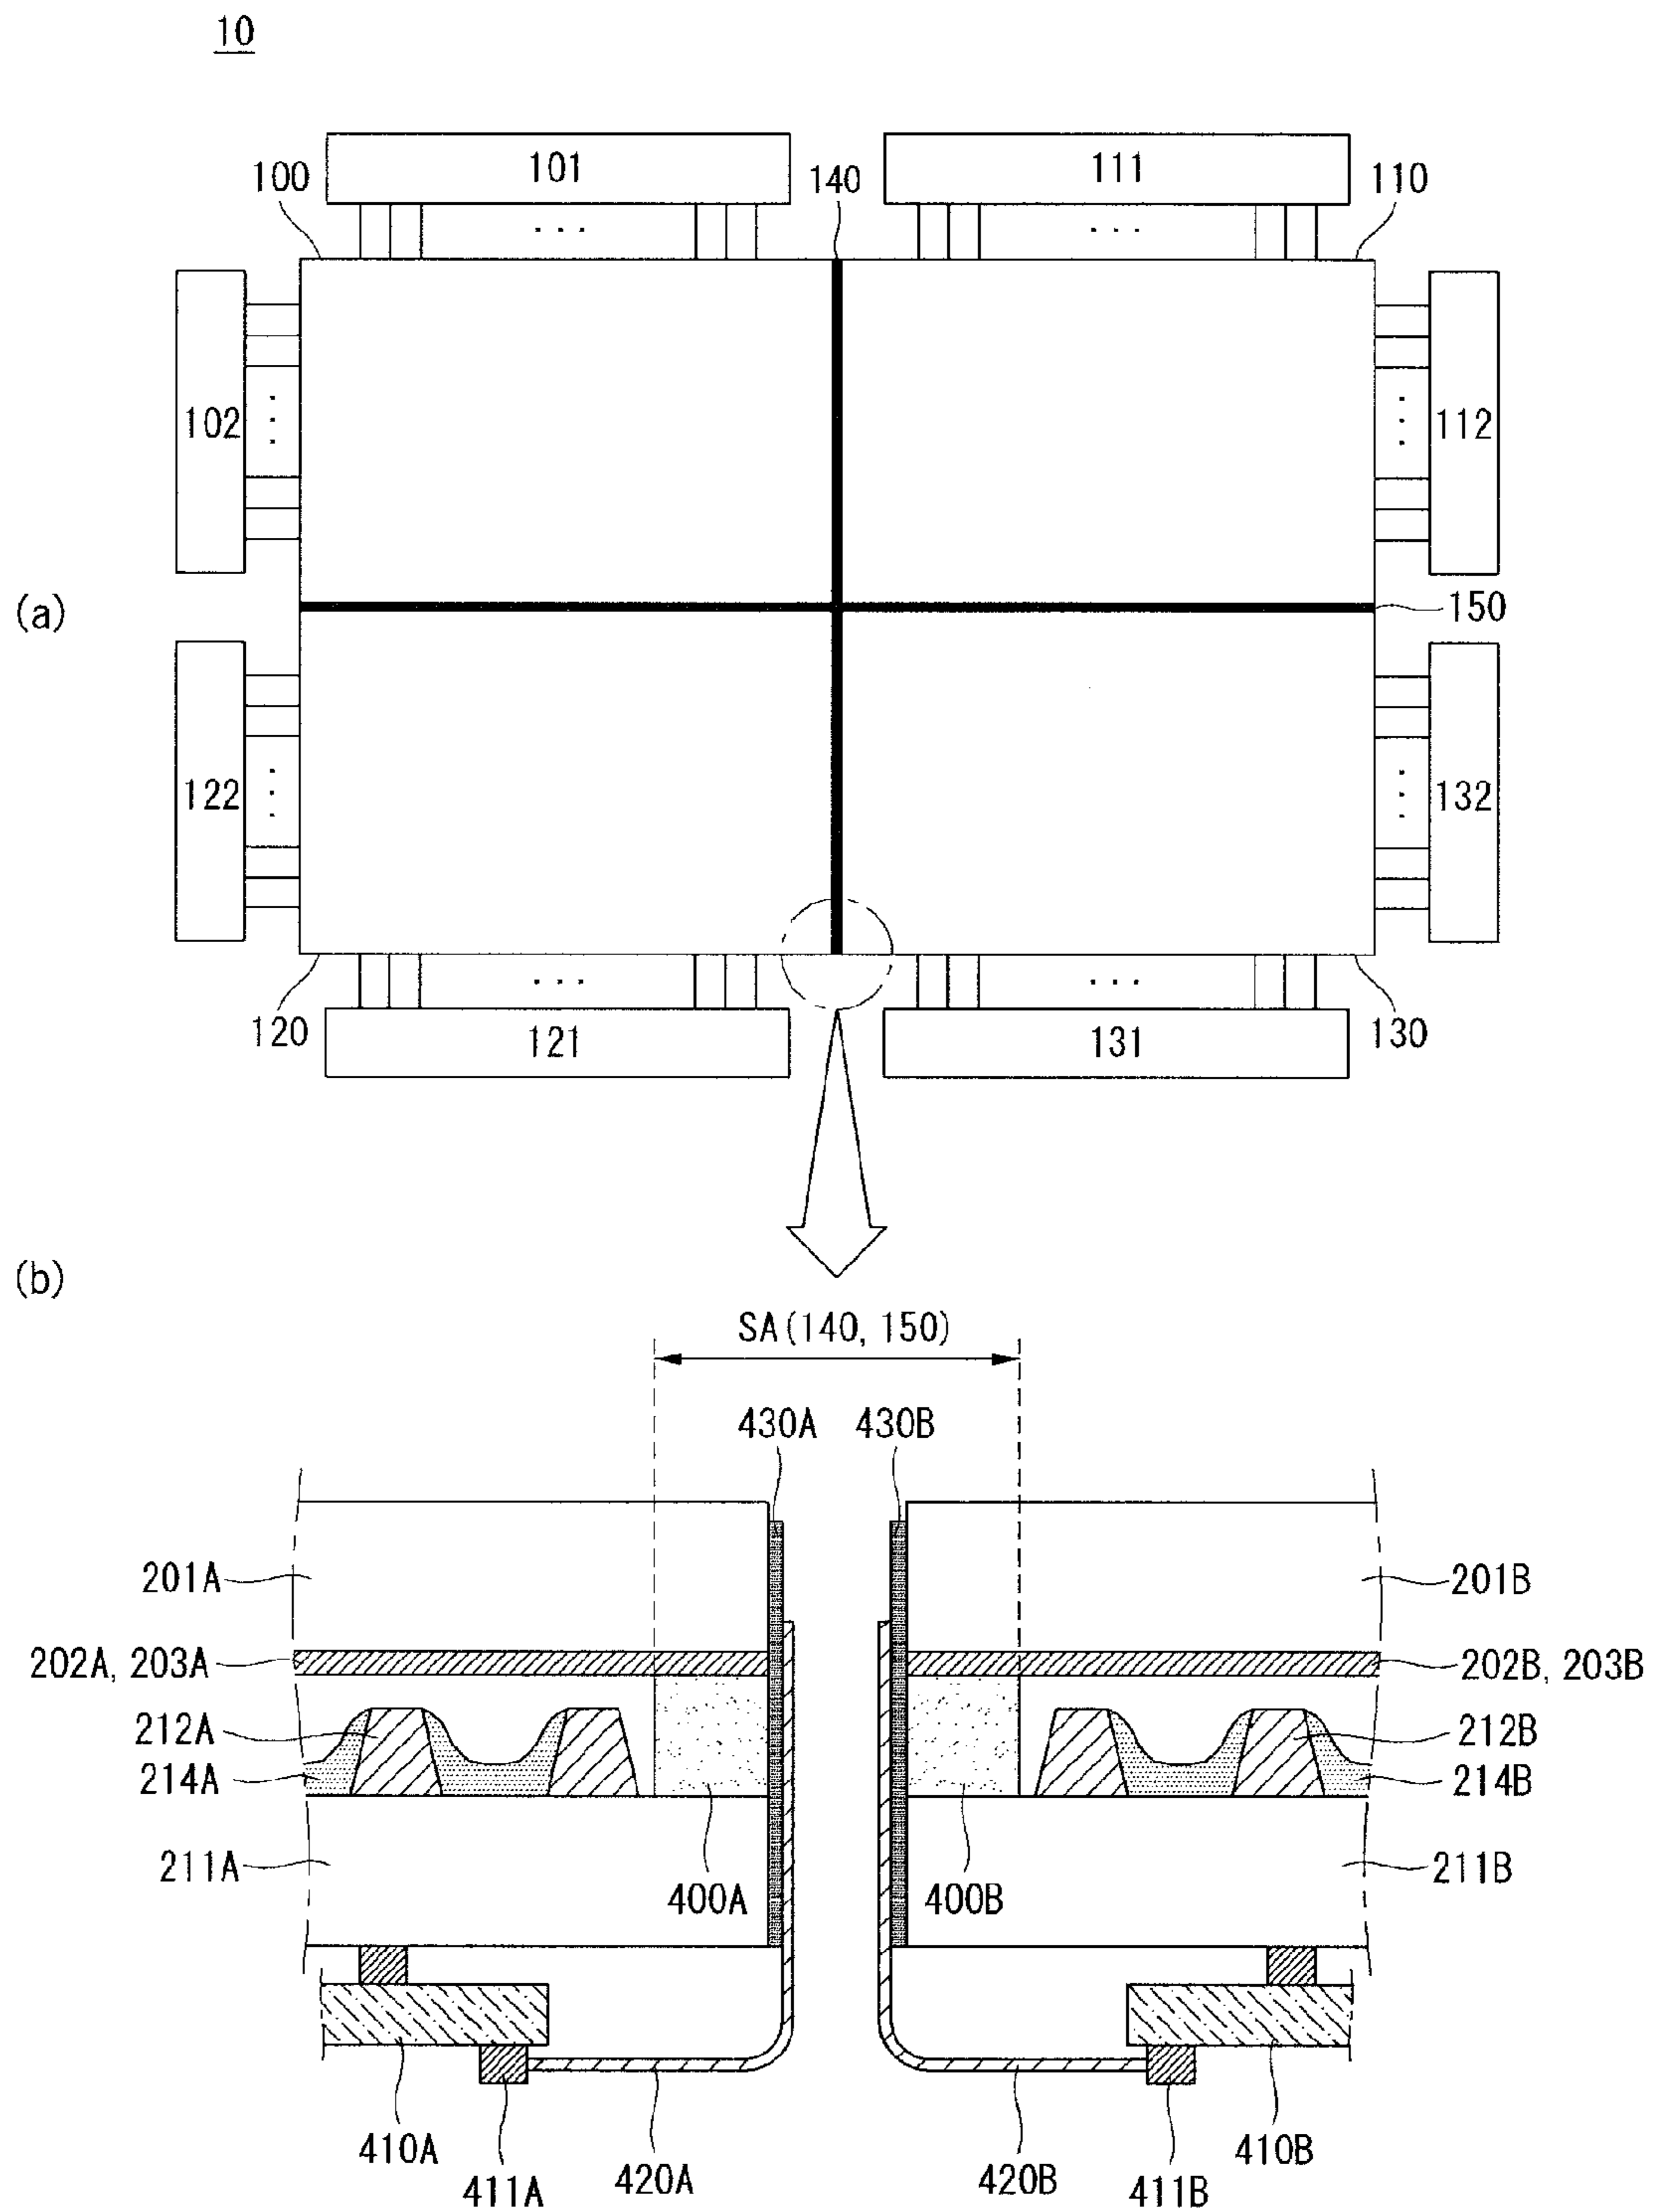 10
101
111
100
140
110
102
112
(a)
150
122
132
120
121
131
130
(b)
SA(140, 150)
430A
430B
201A
201B
202A, 203A
202B, 203B
212A
212B
214A
214B
211A
211B
400A
400B
410A
411A
420A
420B
411B
410B